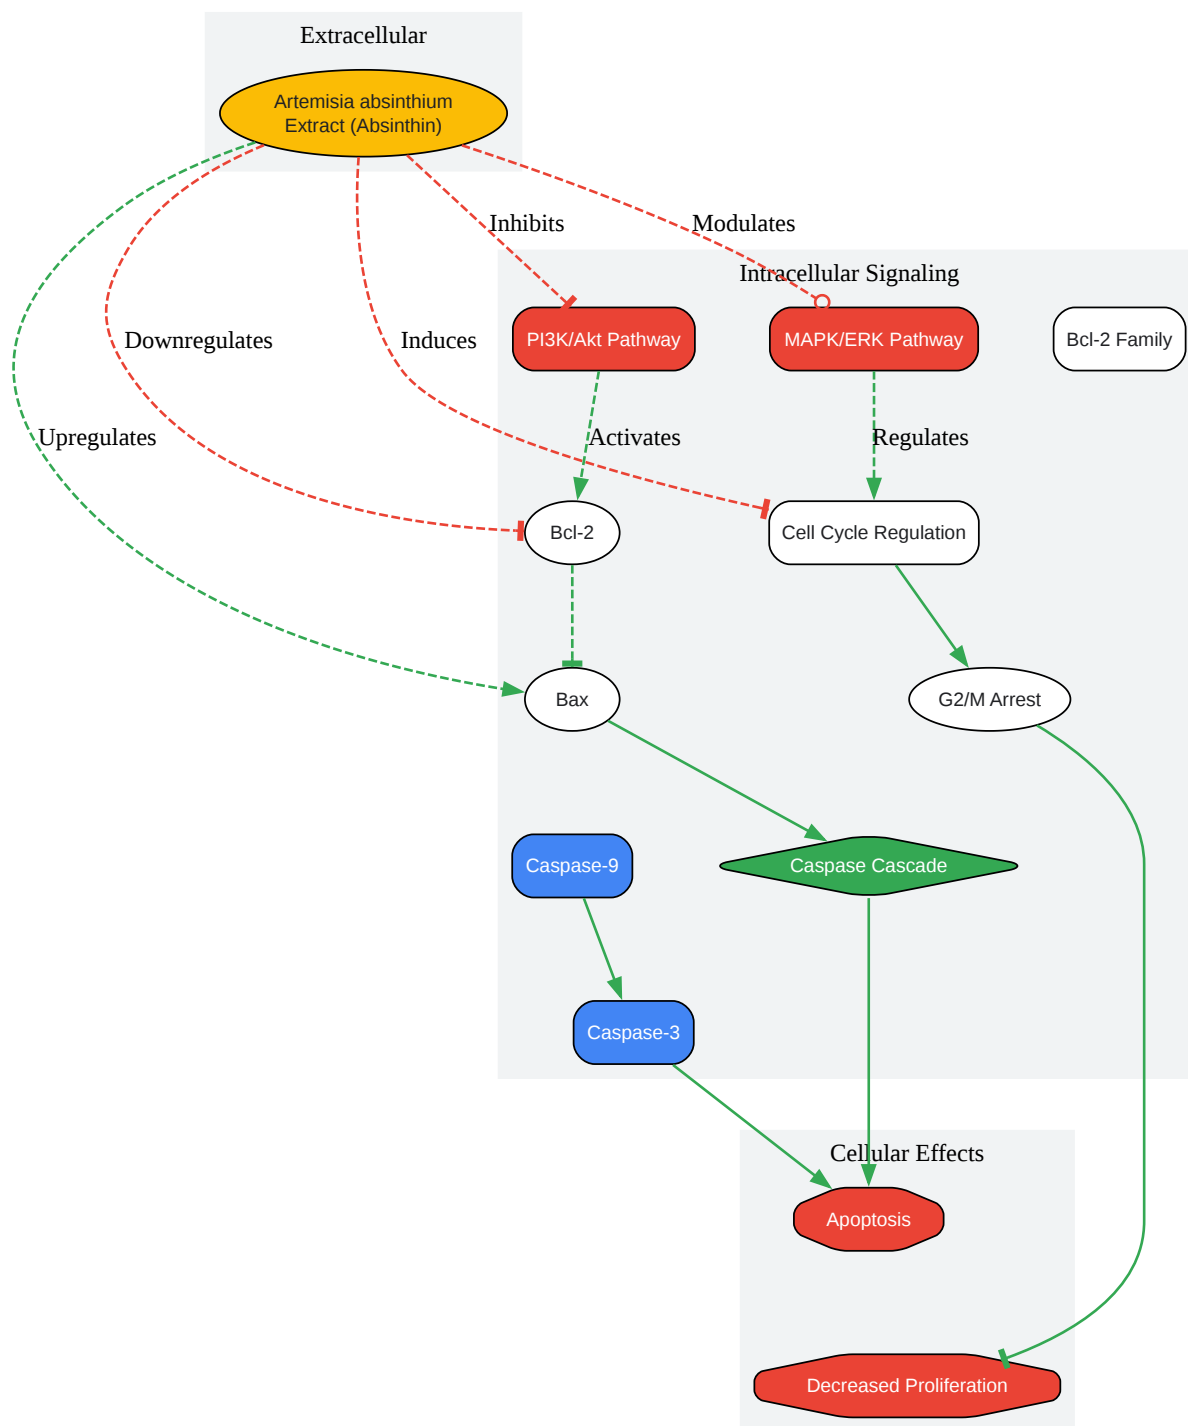 Extracellular
Artemisia absinthium
Extract (Absinthin)
Inhibits
Modulates
Intracellular Signaling
Downregulates
Induces
PI3K/Akt Pathway
MAPK/ERK Pathway
Bcl-2 Family
Upregulates
Activates
Regulates
Bcl-2
Cell Cycle Regulation
Bax
G2/M Arrest
Caspase-9
Caspase Cascade
Caspase-3
Cellular Effects
Apoptosis
Decreased Proliferation